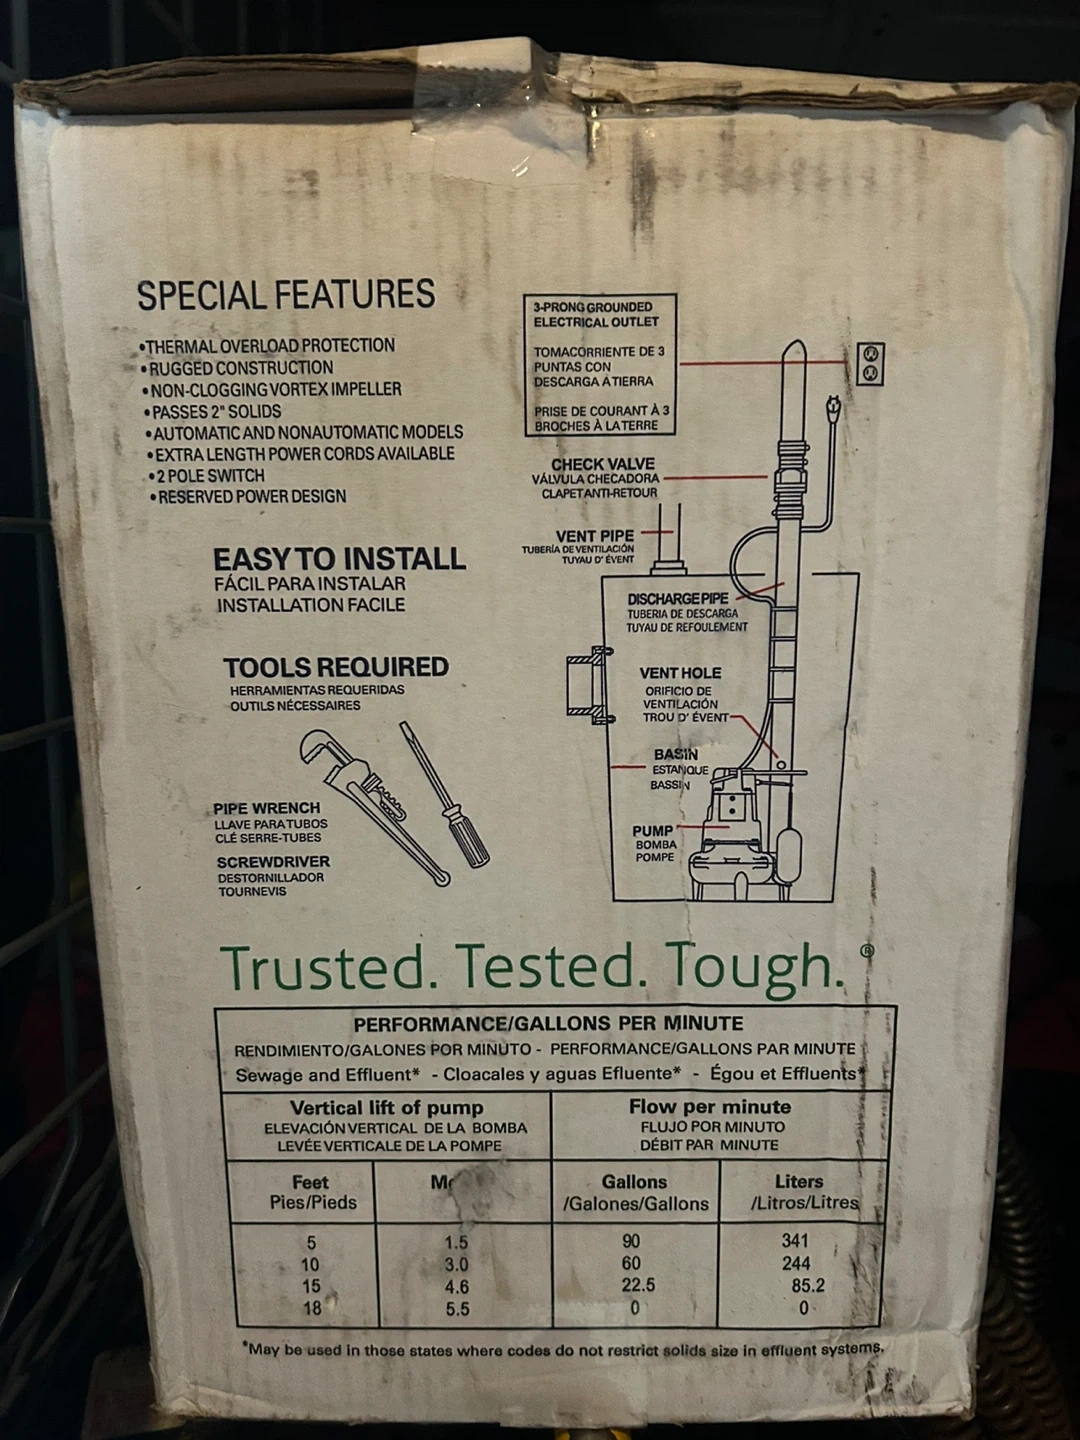 SPECIAL FEATURES
•THERMAL OVERLOAD PROTECTION
•RUGGED CONSTRUCTION
•NON-CLOGGING VORTEX IMPELLER
•PASSES 2" SOLIDS
•AUTOMATIC AND NONAUTOMATIC MODELS
•EXTRA LENGTH POWER CORDS AVAILABLE
•2 POLE SWITCH
•RESERVED POWER DESIGN
EASY TO INSTALL
FÁCIL PARA INSTALAR
INSTALLATION FACILE
TOOLS REQUIRED
HERRAMIENTAS REQUERIDAS
OUTILS NÉCESSAIRES
PIPE WRENCH
LLAVE PARA TUBOS
CLÉ SERRE-TUBES
SCREWDRIVER
DESTORNILLADOR
TOURNEVIS
3-PRONG GROUNDED
ELECTRICAL OUTLET
TOMACORRIENTE DE 3
PUNTAS CON
DESCARGA A TIERRA
PRISE DE COURANT À 3
BROCHES À LA TERRE
CHECK VALVE
VÁLVULA CHECADORA
CLAPET ANTI-RETOUR
VENT PIPE
TUBERÍA DE VENTILACIÓN
TUYAU D' ÉVENT
DISCHARGE PIPE
TUBERIA DE DESCARGA
TUYAU DE REFOULEMENT
VENT HOLE
ORIFICIO DE
VENTILACIÓN
TROU D' ÉVENT
BASIN
ESTANQUE
BASSIN
PUMP
BOMBA
POMPE
Trusted. Tested. Tough. ®
PERFORMANCE/GALLONS PER MINUTE
RENDIMIENTO/GALONES POR MINUTO - PERFORMANCE/GALLONS PAR MINUTE
Sewage and Effluent* - Cloacales y aguas Efluente* - Égou et Effluents*
Vertical lift of pump
ELEVACIÓN VERTICAL DE LA BOMBA
LEVÉE VERTICALE DE LA POMPE
Flow per minute
FLUJO POR MINUTO
DÉBIT PAR MINUTE
Feet
Pies/Pieds
Gallons
/Galones/Gallons
Liters
/Litros/Litres
5 1.5 90 341
10 3.0 60 244
15 4.6 22.5 85.2
18 5.5 0 0
*May be used in those states where codes do not restrict solids size in effluent systems.